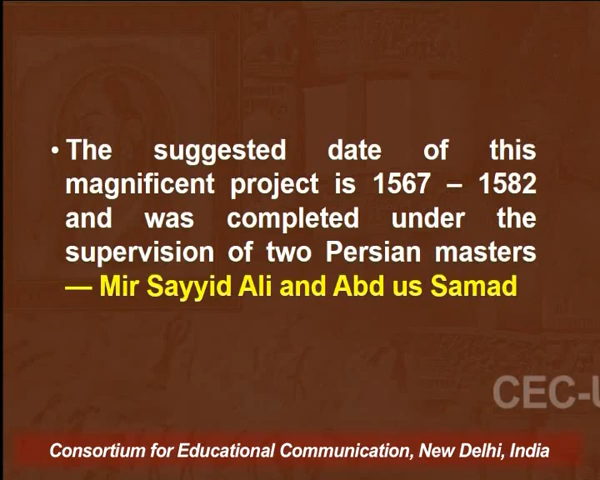 • The suggested date of this
magnificent project is 1567 – 1582
and was completed under the
supervision of two Persian masters
— Mir Sayyid Ali and Abd us Samad
CEC-U
Consortium for Educational Communication, New Delhi, India